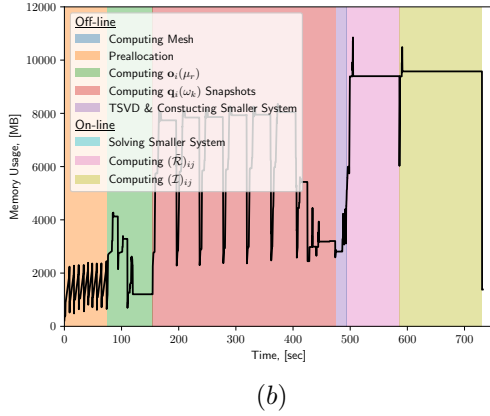 12000
10000
8000
6000
4000
2000
0
Memory Usage, [MB]
Off-line
Computing Mesh
Preallocation
Computing 𝐨ᵢ(μᵣ)
Computing 𝐪ᵢ(ωₖ) Snapshots
TSVD & Constucting Smaller System
On-line
Solving Smaller System
Computing (R̄)ᵢⱼ
Computing (Ī)ᵢⱼ
0 100 200 300 400 500 600 700
Time, [sec]
(b)